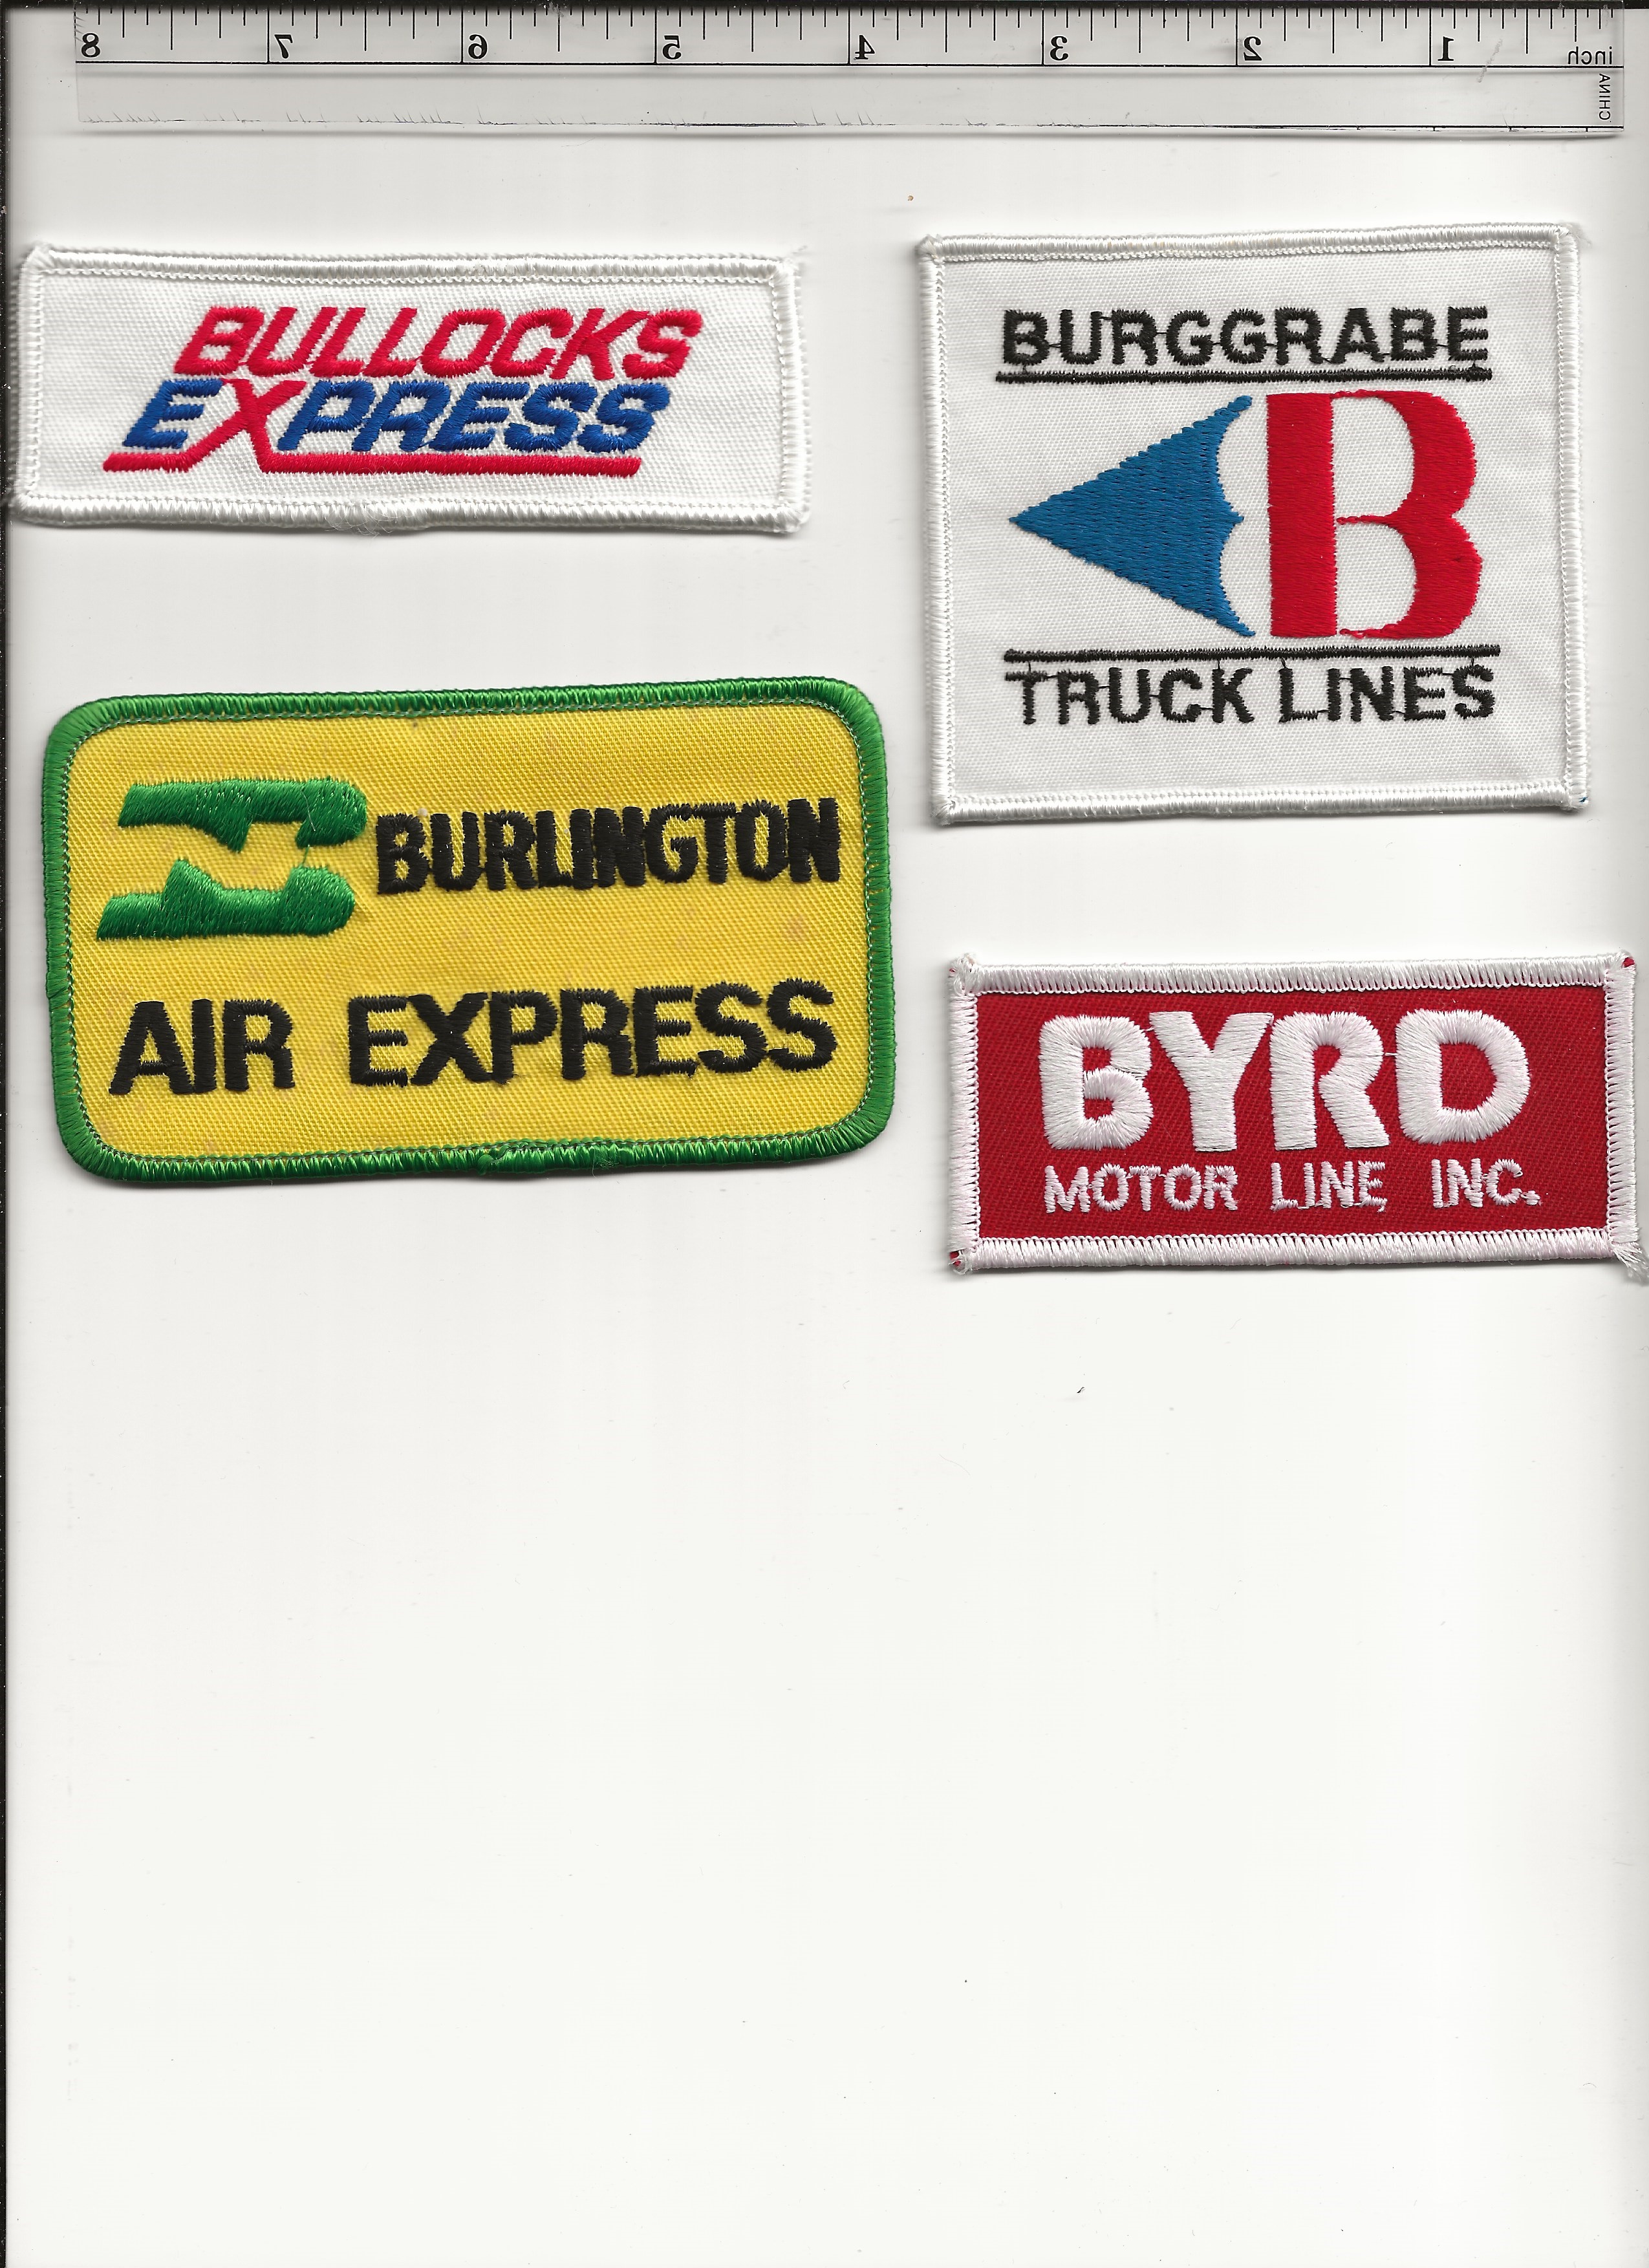 8 7 6 5 4 3 2 1 inch
CHINA
BULLOCKS
EXPRESS
BURGGRABE
B
TRUCK LINES
BURLINGTON
AIR EXPRESS
BYRD
MOTOR LINE, INC.